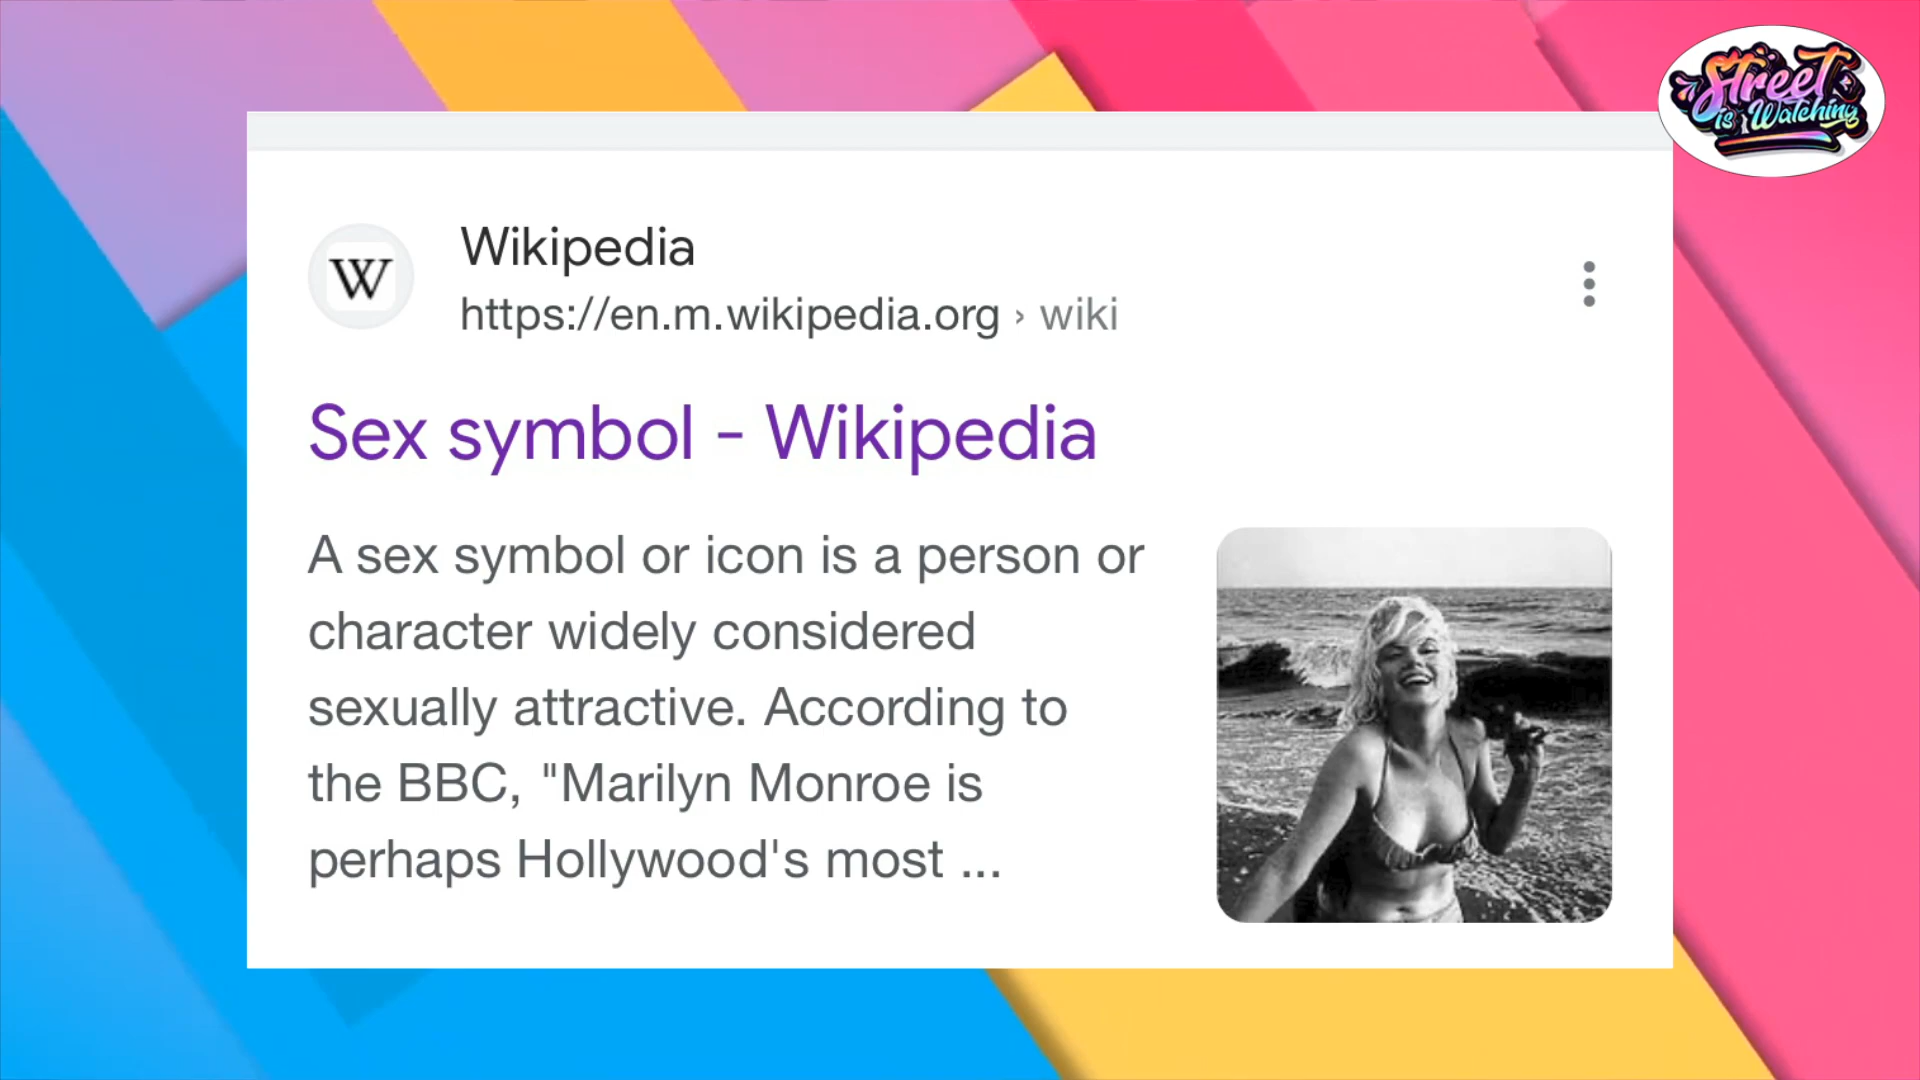 Street
is Watching
W
Wikipedia
https://en.m.wikipedia.org › wiki
Sex symbol - Wikipedia
A sex symbol or icon is a person or
character widely considered
sexually attractive. According to
the BBC, "Marilyn Monroe is
perhaps Hollywood's most ...